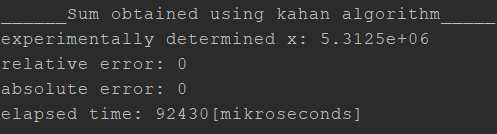 ______Sum obtained using kahan algorithm_____
experimentally determined x: 5.3125e+06
relative error: 0
absolute error: 0
elapsed time: 92430[mikroseconds]